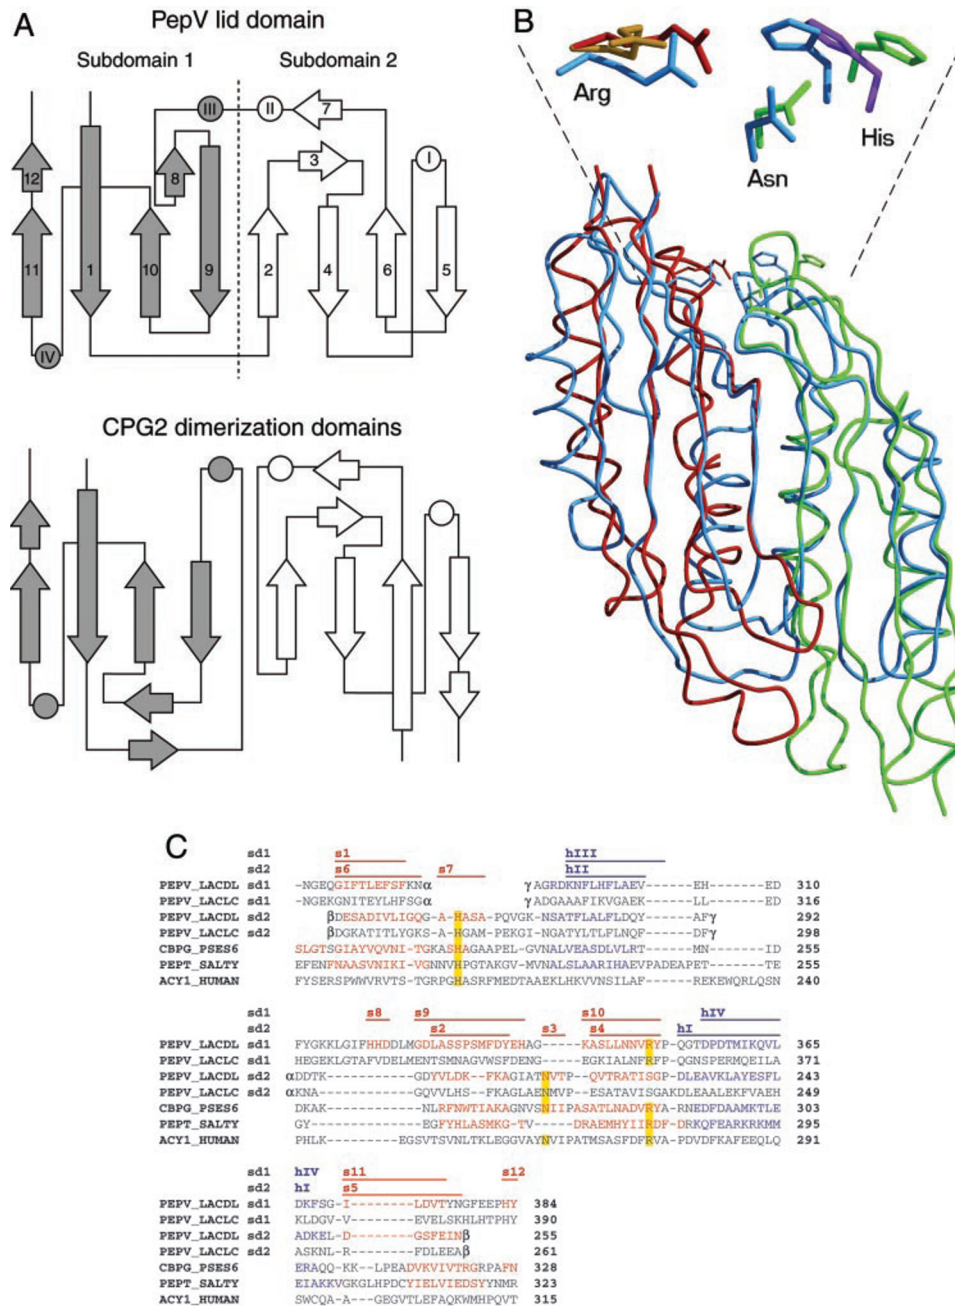 A
PepV lid domain
Subdomain 1
Subdomain 2
III
II
7
12
8
3
I
11
1
10
9
2
4
6
5
IV
CPG2 dimerization domains
B
Arg
Asn
His
C
sd1 s1 hIII
sd2 s6 s7 hII
PEPV_LACDL sd1 -NGEQGIFTLEFSFKNα γAGRDKNFLHFLAEV-----EH----ED 310
PEPV_LACLC sd1 -NGEKGNITEYLHFSGα γADGAAAFIKVGAEK-----LL----ED 316
PEPV_LACDL sd2 βDESADIVLIGQG-A-HASA-PQVGK-NSATFLALFLDQY-----AFγ 292
PEPV_LACLC sd2 βDGKATITLYGKS-A-HGAM-PEKGI-NGATYLTLFLNQF-----DFγ 298
CBPG_PSES6 SLGTSGIAYVQVNI-TGKASHAGAAPELGVNALVEASDLVLRT----MN-----ID 255
PEPT_SALTY EFENFNAASVNIKI-VGNNVHPGTAKGV-MVNALSLAARIHAEVPADEAPET--TE 255
ACY1_HUMAN FYSERSPWWVRVTS-TGRPGHASRFMEDTAAEKLHKVVNSILAF----REKEWQRLQSN 240
sd1 s8 s9 s10 hIV
sd2 s2 s3 s4 hI
PEPV_LACDL sd1 FYGKKLGIFHHDDLMGDLASSPSMFDYEHAG-----KASLLNNVRYP-QGTDPDTMIKQVL 365
PEPV_LACLC sd1 HEGEKLGTAFVDELMENTSMNAGVWSFDENG-----KIALNFRFPQ-GNSPERMQEILA 371
PEPV_LACDL sd2 αDDTK--------GDYVLDK--FKAGIATNVTP--QVTRATISGP-DLEAVKLAYESFL 243
PEPV_LACLC sd2 αKNA---------GQVVLHS-FKAGLAENMVP--ESATAVISGAKDLEAALEKFVAEH 249
CBPG_PSES6 DKAK---------NLRFNWTIAKAGNVSNIIPASATLNADVRYA-RNEDFDAAMKTLE 303
PEPT_SALTY GY-----------EGFYHLASMKG-TV-----DRAEMHYIIRDF-DRKQFEARKRKMM 295
ACY1_HUMAN PHLK---------EGSVTSVNLTKLEGGVAYNVIPATMSASFDFRVA-PDVDFKAFEEQLQ 291
sd1 hIV s11 s12
sd2 hI s5
PEPV_LACDL sd1 DKFSG-I------LDVTYNGFEEPHY 384
PEPV_LACLC sd1 KLDGV-V------EVELSKHLHTPHY 390
PEPV_LACDL sd2 ADKEL-D------GSFEINβ 255
PEPV_LACLC sd2 ASKNL-R------FDLEEAβ 261
CBPG_PSES6 ERAQQ-KK--LPEADVKVIVTRGRPAFN 328
PEPT_SALTY EIAKKVGKGLHPDCYIELVIEDSYYNMR 323
ACY1_HUMAN SWCQA-A--GEGVTLEFAQKWMHPQVT 315